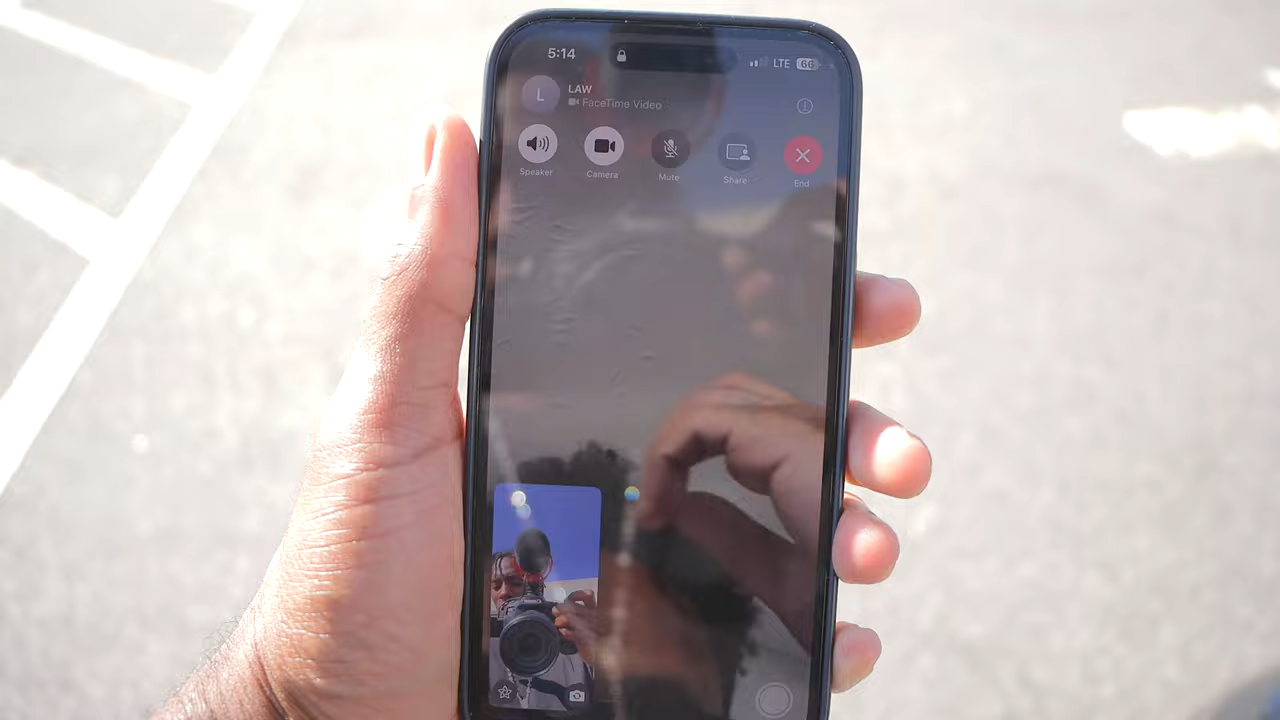 5:14 LTE 66
L
LAW
FaceTime Video
Speaker Camera Mute Share End